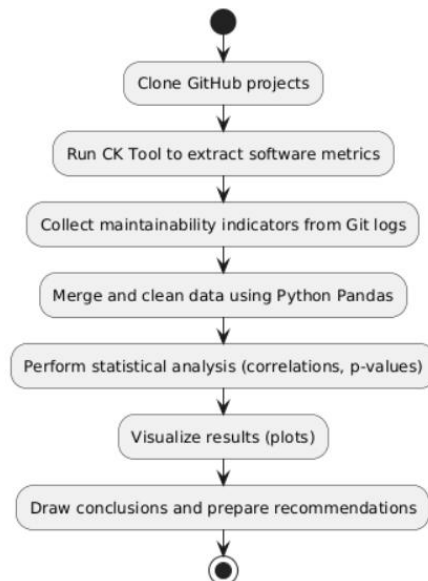 Clone GitHub projects
Run CK Tool to extract software metrics
Collect maintainability indicators from Git logs
Merge and clean data using Python Pandas
Perform statistical analysis (correlations, p-values)
Visualize results (plots)
Draw conclusions and prepare recommendations